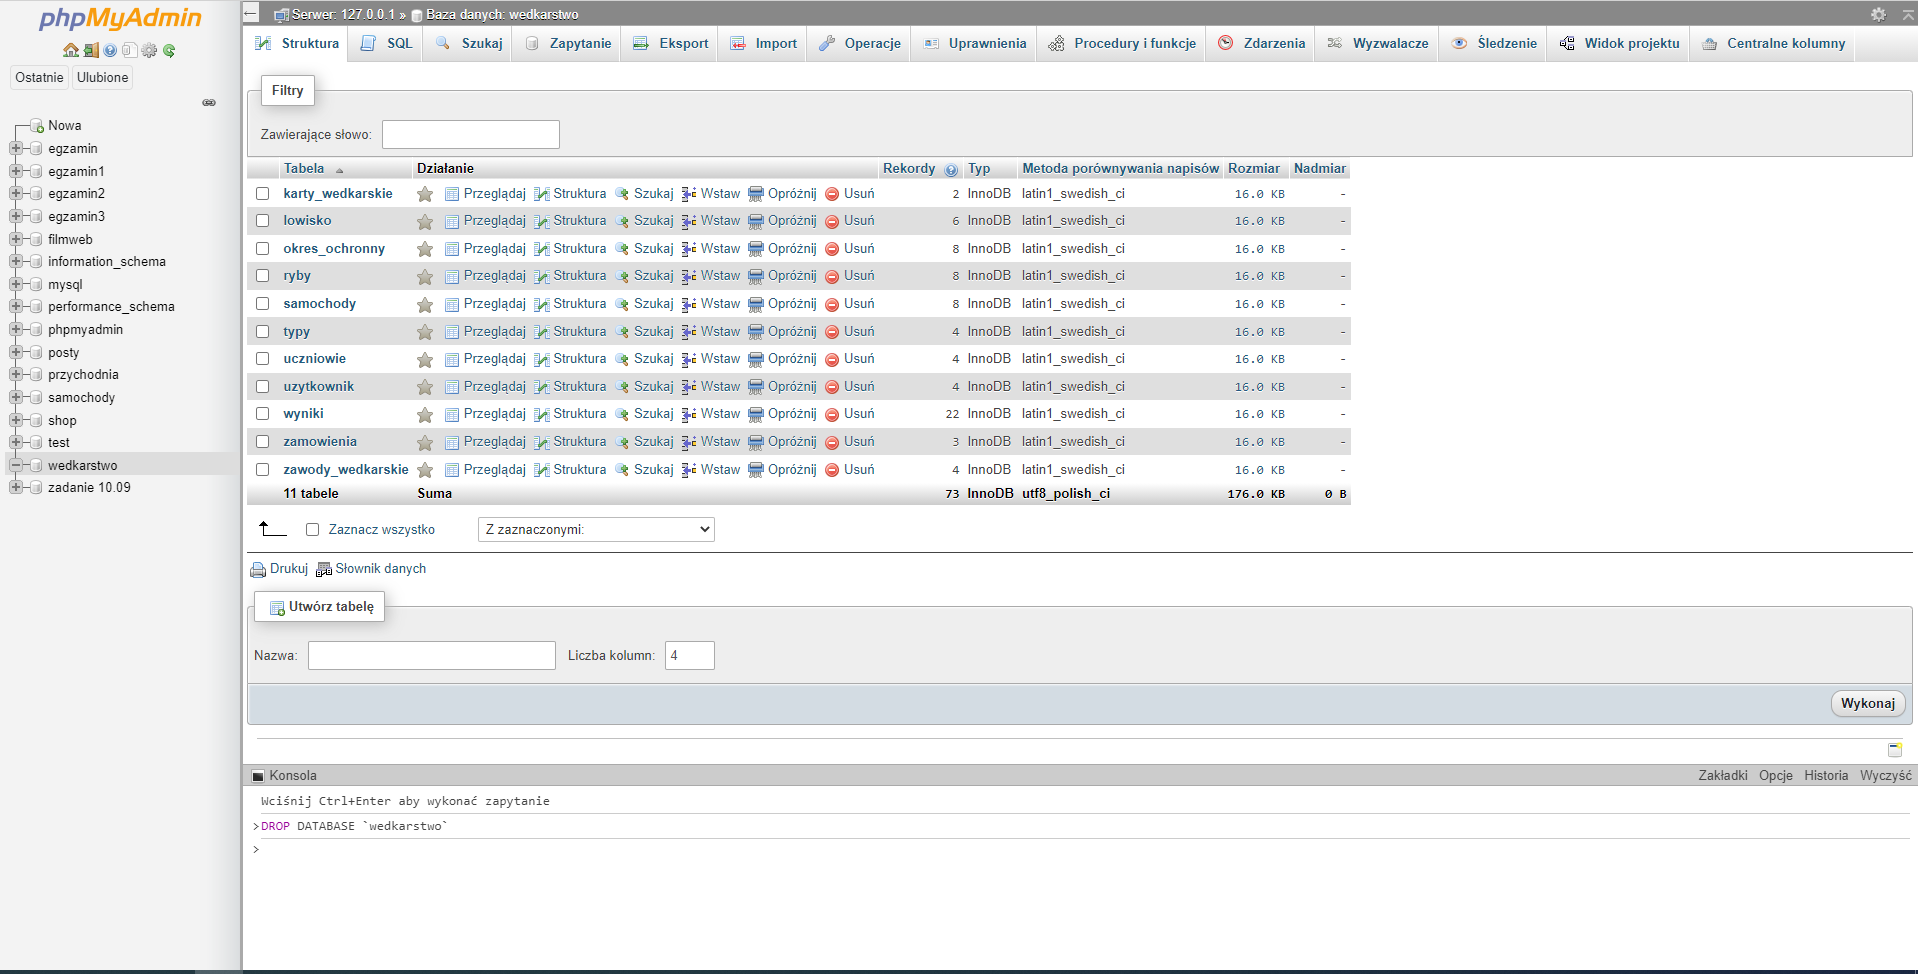 phpMyAdmin
Ostatnie Ulubione
Nowa
egzamin
egzamin1
egzamin2
egzamin3
filmweb
information_schema
mysql
performance_schema
phpmyadmin
posty
przychodnia
samochody
shop
test
wedkarstwo
zadanie 10.09
Serwer: 127.0.0.1 » Baza danych: wedkarstwo
Struktura SQL Szukaj Zapytanie Eksport Import Operacje Uprawnienia Procedury i funkcje Zdarzenia Wyzwalacze Śledzenie Widok projektu Centralne kolumny
Filtry
Zawierające słowo:
Tabela Działanie Rekordy Typ Metoda porównywania napisów Rozmiar Nadmiar
karty_wedkarskie Przeglądaj Struktura Szukaj Wstaw Opróżnij Usuń 2 InnoDB latin1_swedish_ci 16.0 KB -
lowisko Przeglądaj Struktura Szukaj Wstaw Opróżnij Usuń 6 InnoDB latin1_swedish_ci 16.0 KB -
okres_ochronny Przeglądaj Struktura Szukaj Wstaw Opróżnij Usuń 8 InnoDB latin1_swedish_ci 16.0 KB -
ryby Przeglądaj Struktura Szukaj Wstaw Opróżnij Usuń 8 InnoDB latin1_swedish_ci 16.0 KB -
samochody Przeglądaj Struktura Szukaj Wstaw Opróżnij Usuń 8 InnoDB latin1_swedish_ci 16.0 KB -
typy Przeglądaj Struktura Szukaj Wstaw Opróżnij Usuń 4 InnoDB latin1_swedish_ci 16.0 KB -
uczniowie Przeglądaj Struktura Szukaj Wstaw Opróżnij Usuń 4 InnoDB latin1_swedish_ci 16.0 KB -
uzytkownik Przeglądaj Struktura Szukaj Wstaw Opróżnij Usuń 4 InnoDB latin1_swedish_ci 16.0 KB -
wyniki Przeglądaj Struktura Szukaj Wstaw Opróżnij Usuń 22 InnoDB latin1_swedish_ci 16.0 KB -
zamowienia Przeglądaj Struktura Szukaj Wstaw Opróżnij Usuń 3 InnoDB latin1_swedish_ci 16.0 KB -
zawody_wedkarskie Przeglądaj Struktura Szukaj Wstaw Opróżnij Usuń 4 InnoDB latin1_swedish_ci 16.0 KB -
11 tabele Suma 73 InnoDB utf8_polish_ci 176.0 KB 0 B
Zaznacz wszystko Z zaznaczonymi:
Drukuj Słownik danych
Utwórz tabelę
Nazwa: Liczba kolumn: 4
Wykonaj
Konsola Zakładki Opcje Historia Wyczyść
Wciśnij Ctrl+Enter aby wykonać zapytanie
>DROP DATABASE `wedkarstwo`
>